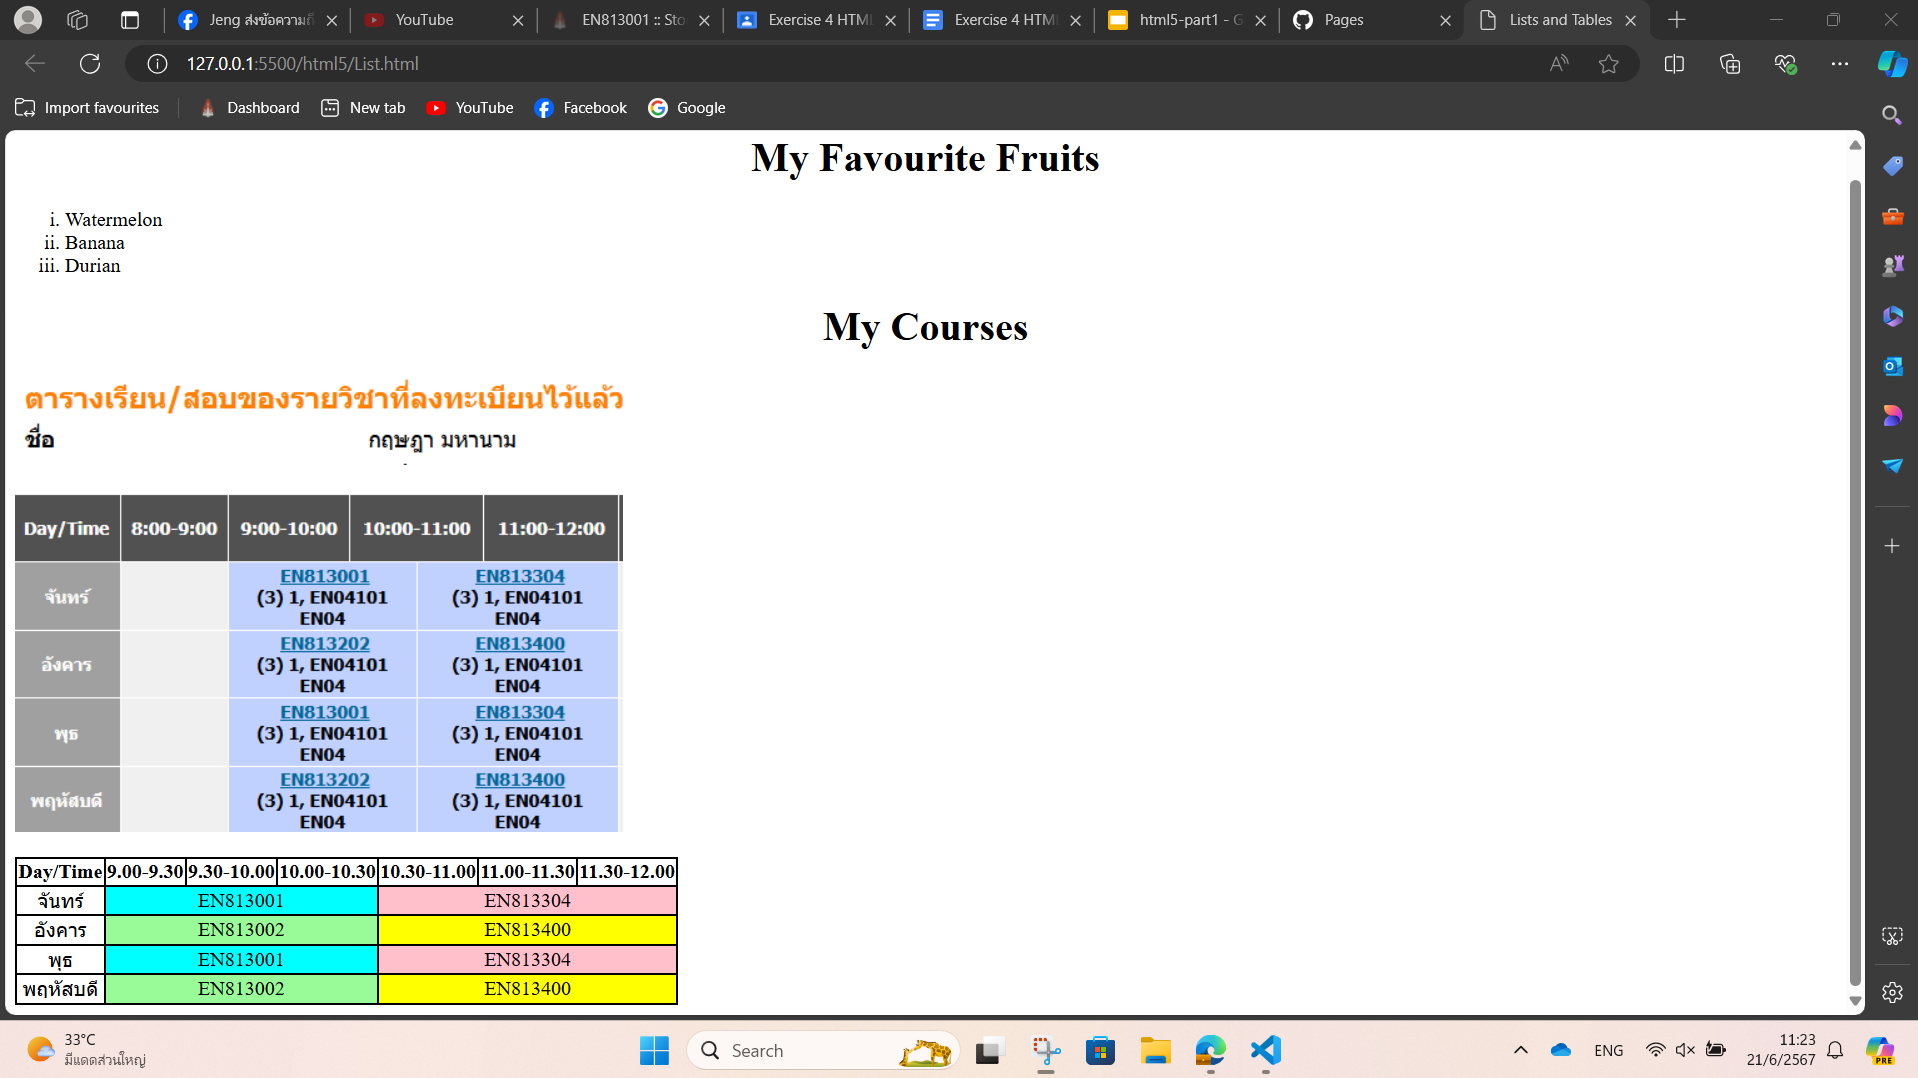 Jeng ส่งข้อความถึ
YouTube
EN813001 :: Sto
Exercise 4 HTML
Exercise 4 HTM
html5-part1 - G
Pages
Lists and Tables
127.0.0.1:5500/html5/List.html
Import favourites
Dashboard
New tab
YouTube
Facebook
Google
My Favourite Fruits
i. Watermelon
ii. Banana
iii. Durian
My Courses
ตารางเรียน/สอบของรายวิชาที่ลงทะเบียนไว้แล้ว
ชื่อ กฤษฎา มหานาม
Day/Time 8:00-9:00 9:00-10:00 10:00-11:00 11:00-12:00
จันทร์ EN813001 (3) 1, EN04101 EN04 EN813304 (3) 1, EN04101 EN04
อังคาร EN813202 (3) 1, EN04101 EN04 EN813400 (3) 1, EN04101 EN04
พุธ EN813001 (3) 1, EN04101 EN04 EN813304 (3) 1, EN04101 EN04
พฤหัสบดี EN813202 (3) 1, EN04101 EN04 EN813400 (3) 1, EN04101 EN04
Day/Time 9.00-9.30 9.30-10.00 10.00-10.30 10.30-11.00 11.00-11.30 11.30-12.00
จันทร์ EN813001 EN813304
อังคาร EN813002 EN813400
พุธ EN813001 EN813304
พฤหัสบดี EN813002 EN813400
33°C
มีแดดส่วนใหญ่
Search
ENG
11:23
21/6/2567
PRE